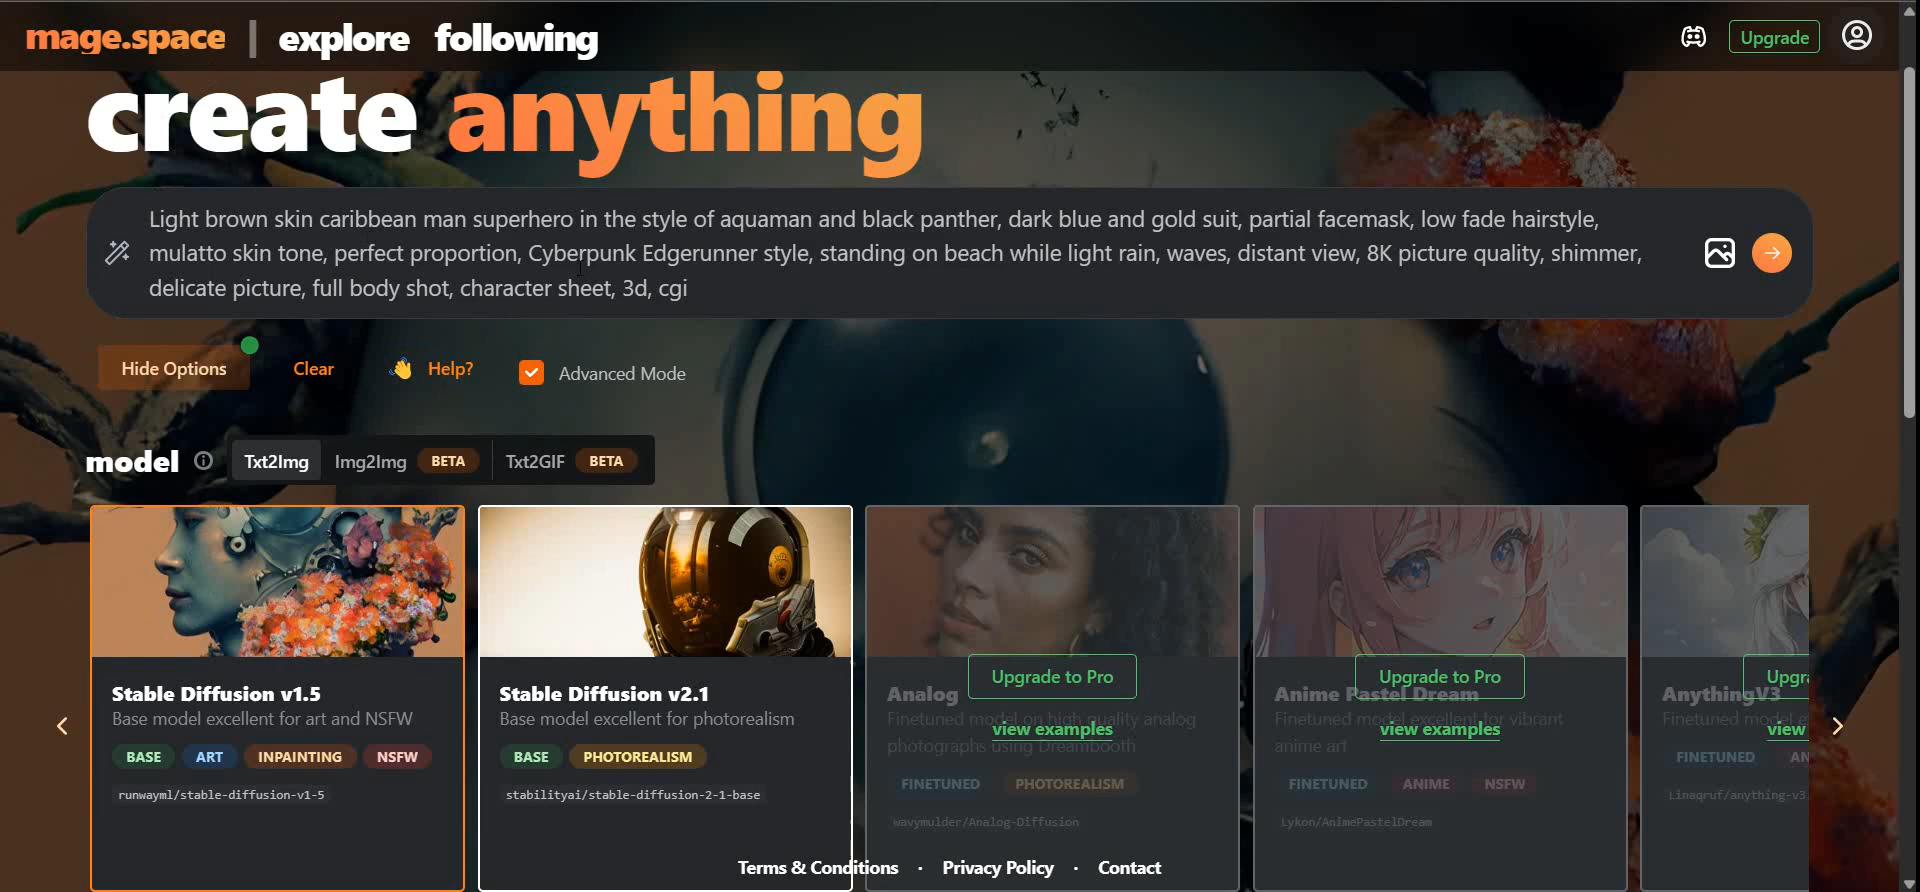 mage.space | explore following
Upgrade
create anything
Light brown skin caribbean man superhero in the style of aquaman and black panther, dark blue and gold suit, partial facemask, low fade hairstyle,
mulatto skin tone, perfect proportion, Cyberpunk Edgerunner style, standing on beach while light rain, waves, distant view, 8K picture quality, shimmer,
delicate picture, full body shot, character sheet, 3d, cgi
Hide Options
Clear
Help?
Advanced Mode
model
Txt2Img
Img2Img BETA
Txt2GIF BETA
Stable Diffusion v1.5
Base model excellent for art and NSFW
BASE ART INPAINTING NSFW
runwayml/stable-diffusion-v1-5
Stable Diffusion v2.1
Base model excellent for photorealism
BASE PHOTOREALISM
stabilityai/stable-diffusion-2-1-base
Upgrade to Pro
Analog
Finetuned model on high quality analog
view examples
photographs using Dreambooth
FINETUNED PHOTOREALISM
wavymulder/Analog-Diffusion
Upgrade to Pro
Anime Pastel Dream
Finetuned model excellent for vibrant
view examples
anime art
FINETUNED ANIME NSFW
Lykon/AnimePastelDream
Upgra
AnythingV3
Finetuned model e
view
FINETUNED AN
Linaqruf/anything-v3.
Terms & Conditions · Privacy Policy · Contact